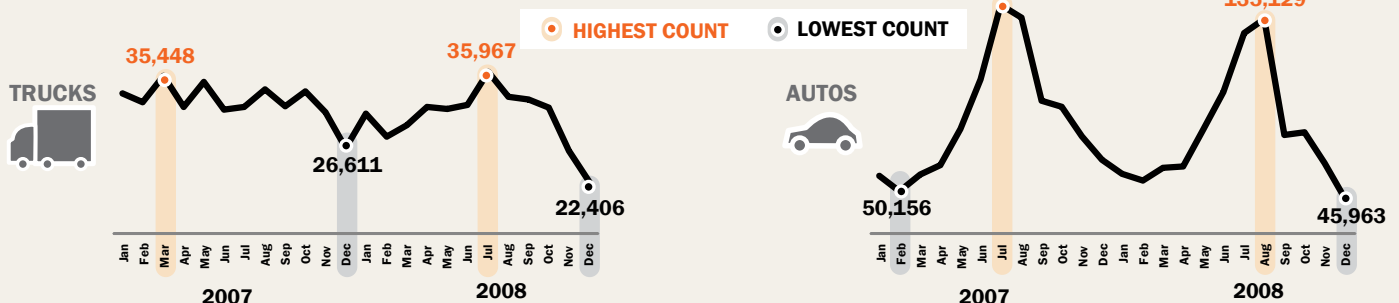 135,129
HIGHEST COUNT
LOWEST COUNT
35,448
35,967
TRUCKS
AUTOS
26,611
22,406
50,156
45,963
Jan Feb Mar Apr May Jun Jul Aug Sep Oct Nov Dec Jan Feb Mar Apr May Jun Jul Aug Sep Oct Nov Dec
Jan Feb Mar Apr May Jun Jul Aug Sep Oct Nov Dec Jan Feb Mar Apr May Jun Jul Aug Sep Oct Nov Dec
2007
2008
2007
2008